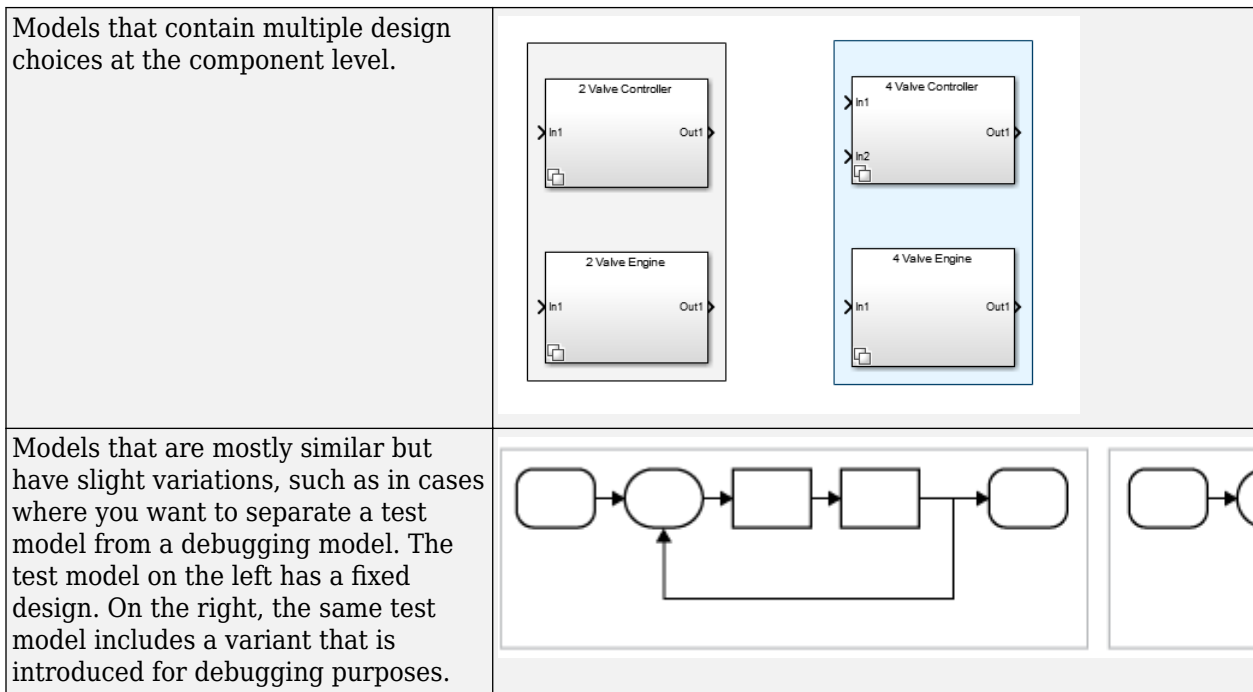 Models that contain multiple design
choices at the component level.
2 Valve Controller
In1
Out1
4 Valve Controller
In1
Out1
In2
2 Valve Engine
In1
Out1
4 Valve Engine
In1
Out1
Models that are mostly similar but
have slight variations, such as in cases
where you want to separate a test
model from a debugging model. The
test model on the left has a fixed
design. On the right, the same test
model includes a variant that is
introduced for debugging purposes.